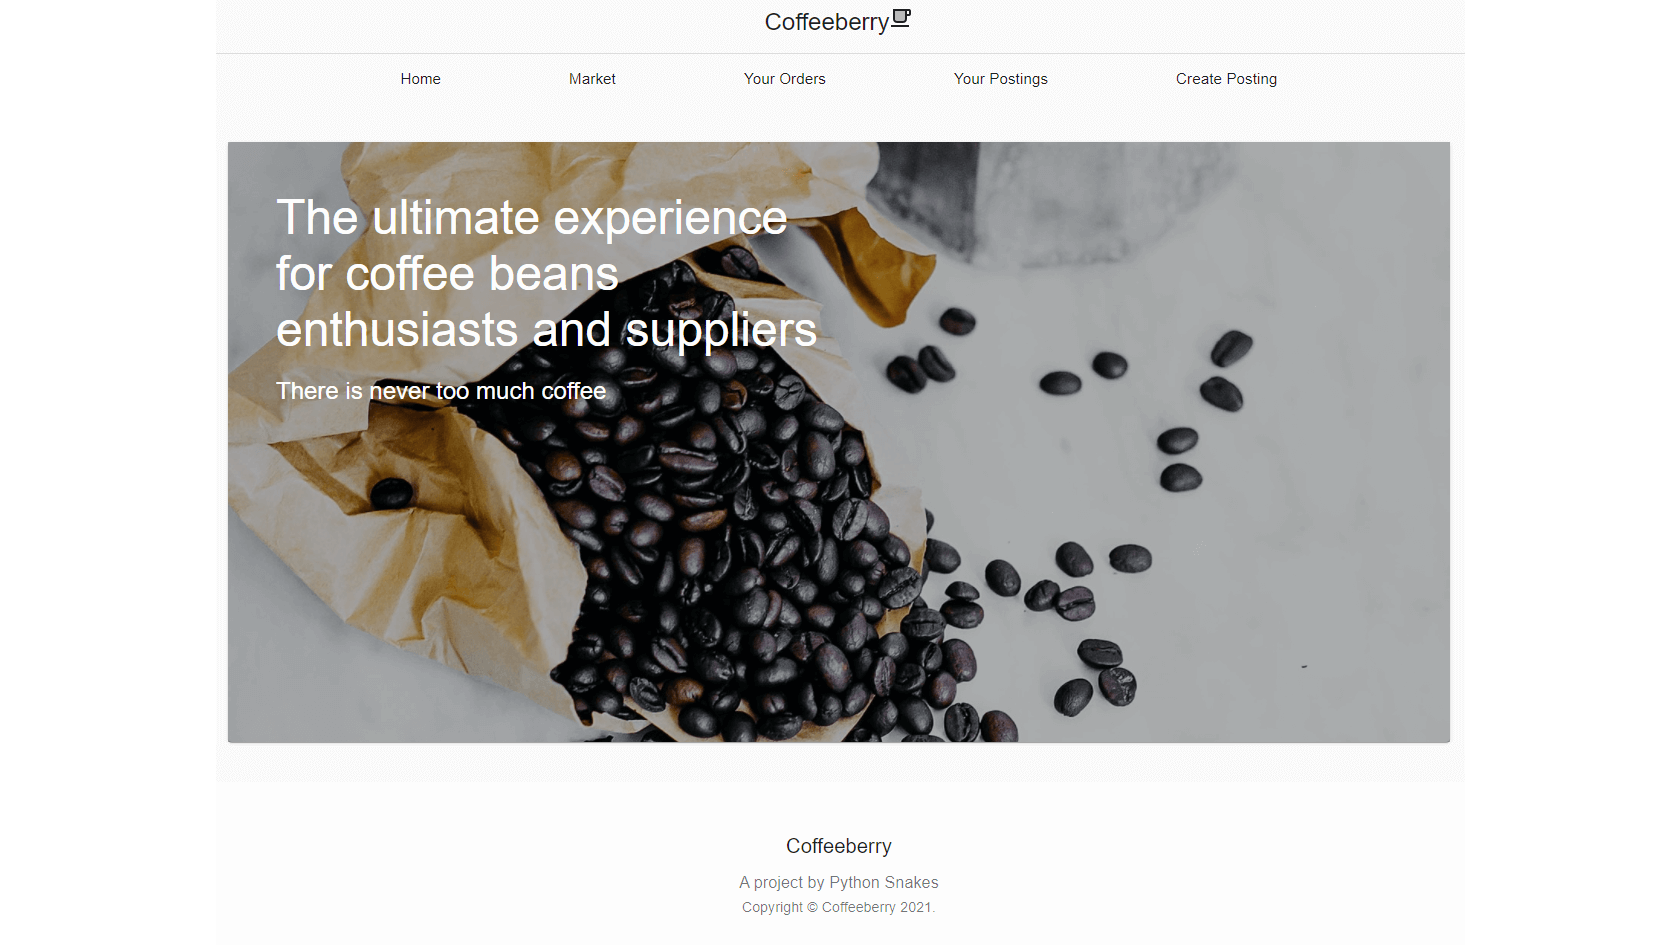 Coffeeberry
Home Market Your Orders Your Postings Create Posting
The ultimate experience
for coffee beans
enthusiasts and suppliers
There is never too much coffee
Coffeeberry
A project by Python Snakes
Copyright © Coffeeberry 2021.